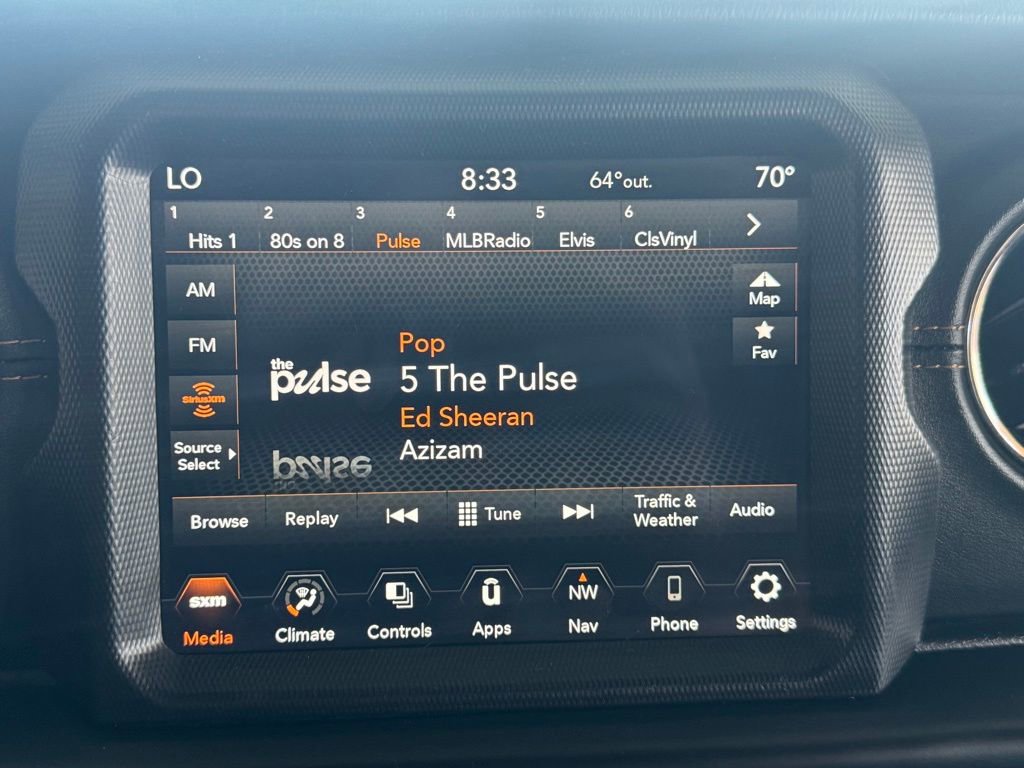 LO 8:33 64°out. 70°
1 2 3 4 5 6
Hits 1 80s on 8 Pulse MLBRadio Elvis ClsVinyl
AM
Map
FM
Fav
SiriusXM
Source
Select
the
pulse
Pop
5 The Pulse
Ed Sheeran
Azizam
Browse Replay Tune Traffic & Audio
Weather
sxm NW
Media Climate Controls Apps Nav Phone Settings